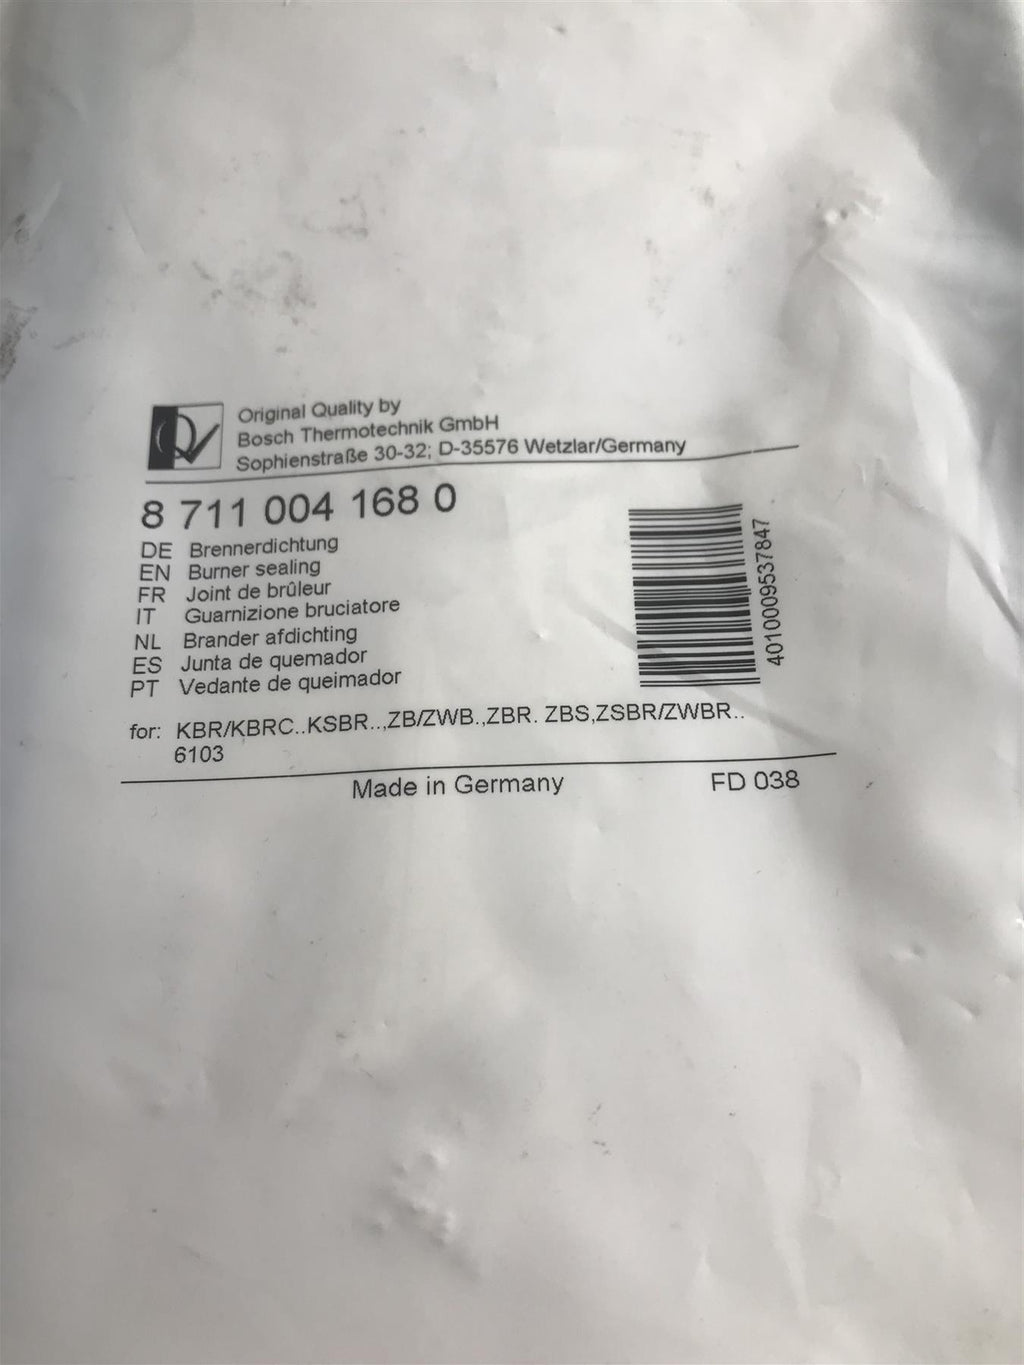 Original Quality by
Bosch Thermotechnik GmbH
Sophienstraße 30-32; D-35576 Wetzlar/Germany
8 711 004 168 0
DE Brennerdichtung
EN Burner sealing
FR Joint de brûleur
IT Guarnizione bruciatore
NL Brander afdichting
ES Junta de quemador
PT Vedante de queimador
4010009537847
for: KBR/KBRC..KSBR..,ZB/ZWB.,ZBR. ZBS,ZSBR/ZWBR..
6103
Made in Germany FD 038